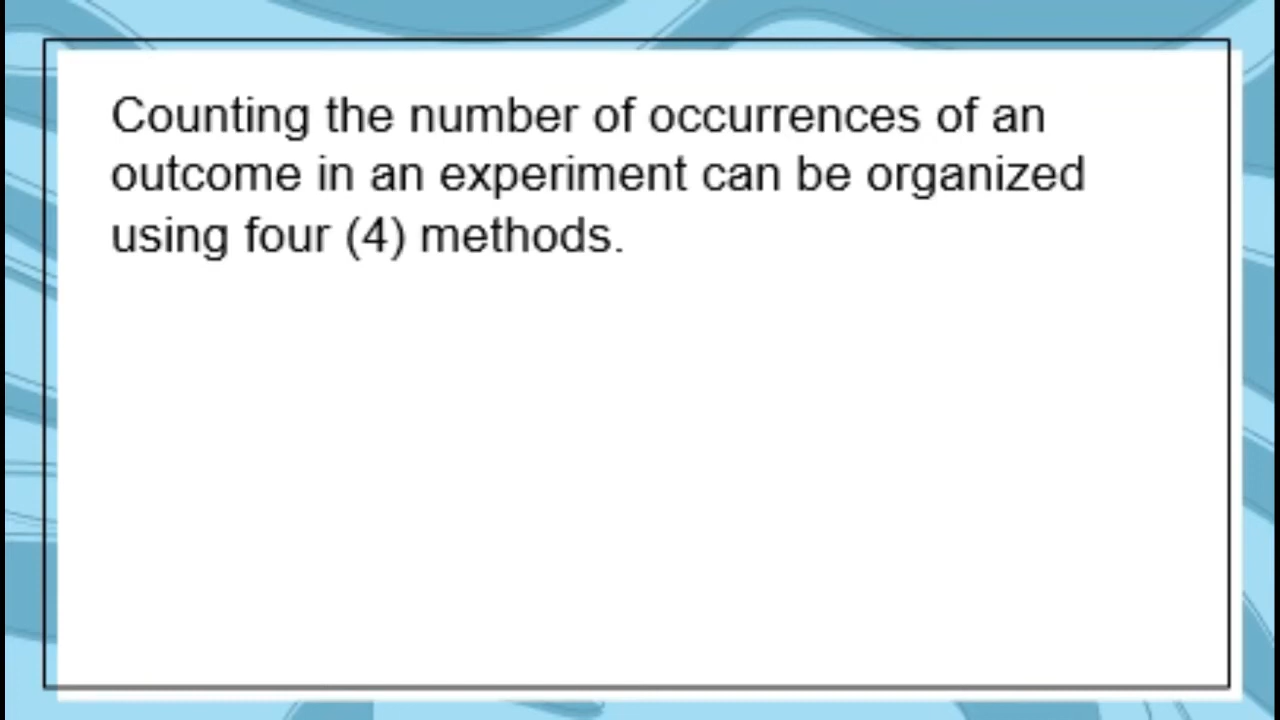 Counting the number of occurrences of an
outcome in an experiment can be organized
using four (4) methods.